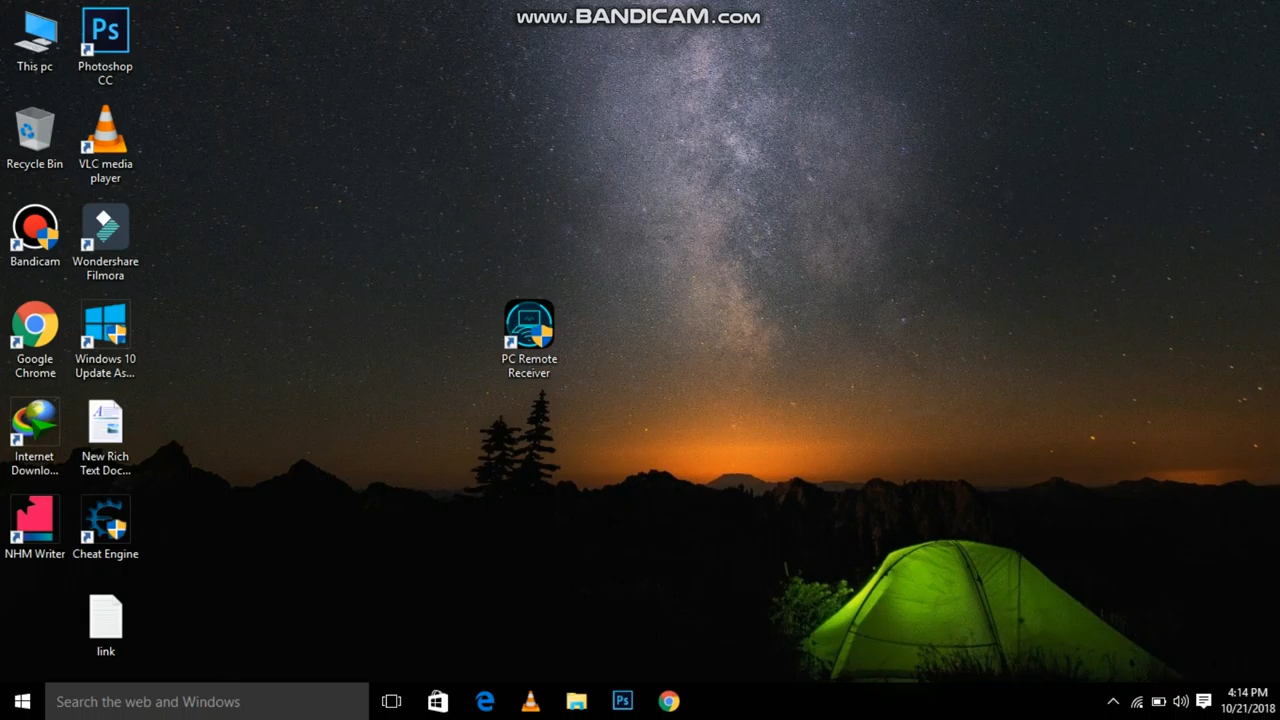 www.BANDICAM.com
This pc
Ps
Photoshop
CC
Recycle Bin
VLC media
player
Bandicam
Wondershare
Filmora
Google
Chrome
Windows 10
Update As...
PC Remote
Receiver
Internet
Downlo...
New Rich
Text Doc...
NHM Writer
Cheat Engine
link
Search the web and Windows
Ps
4:14 PM
10/21/2018